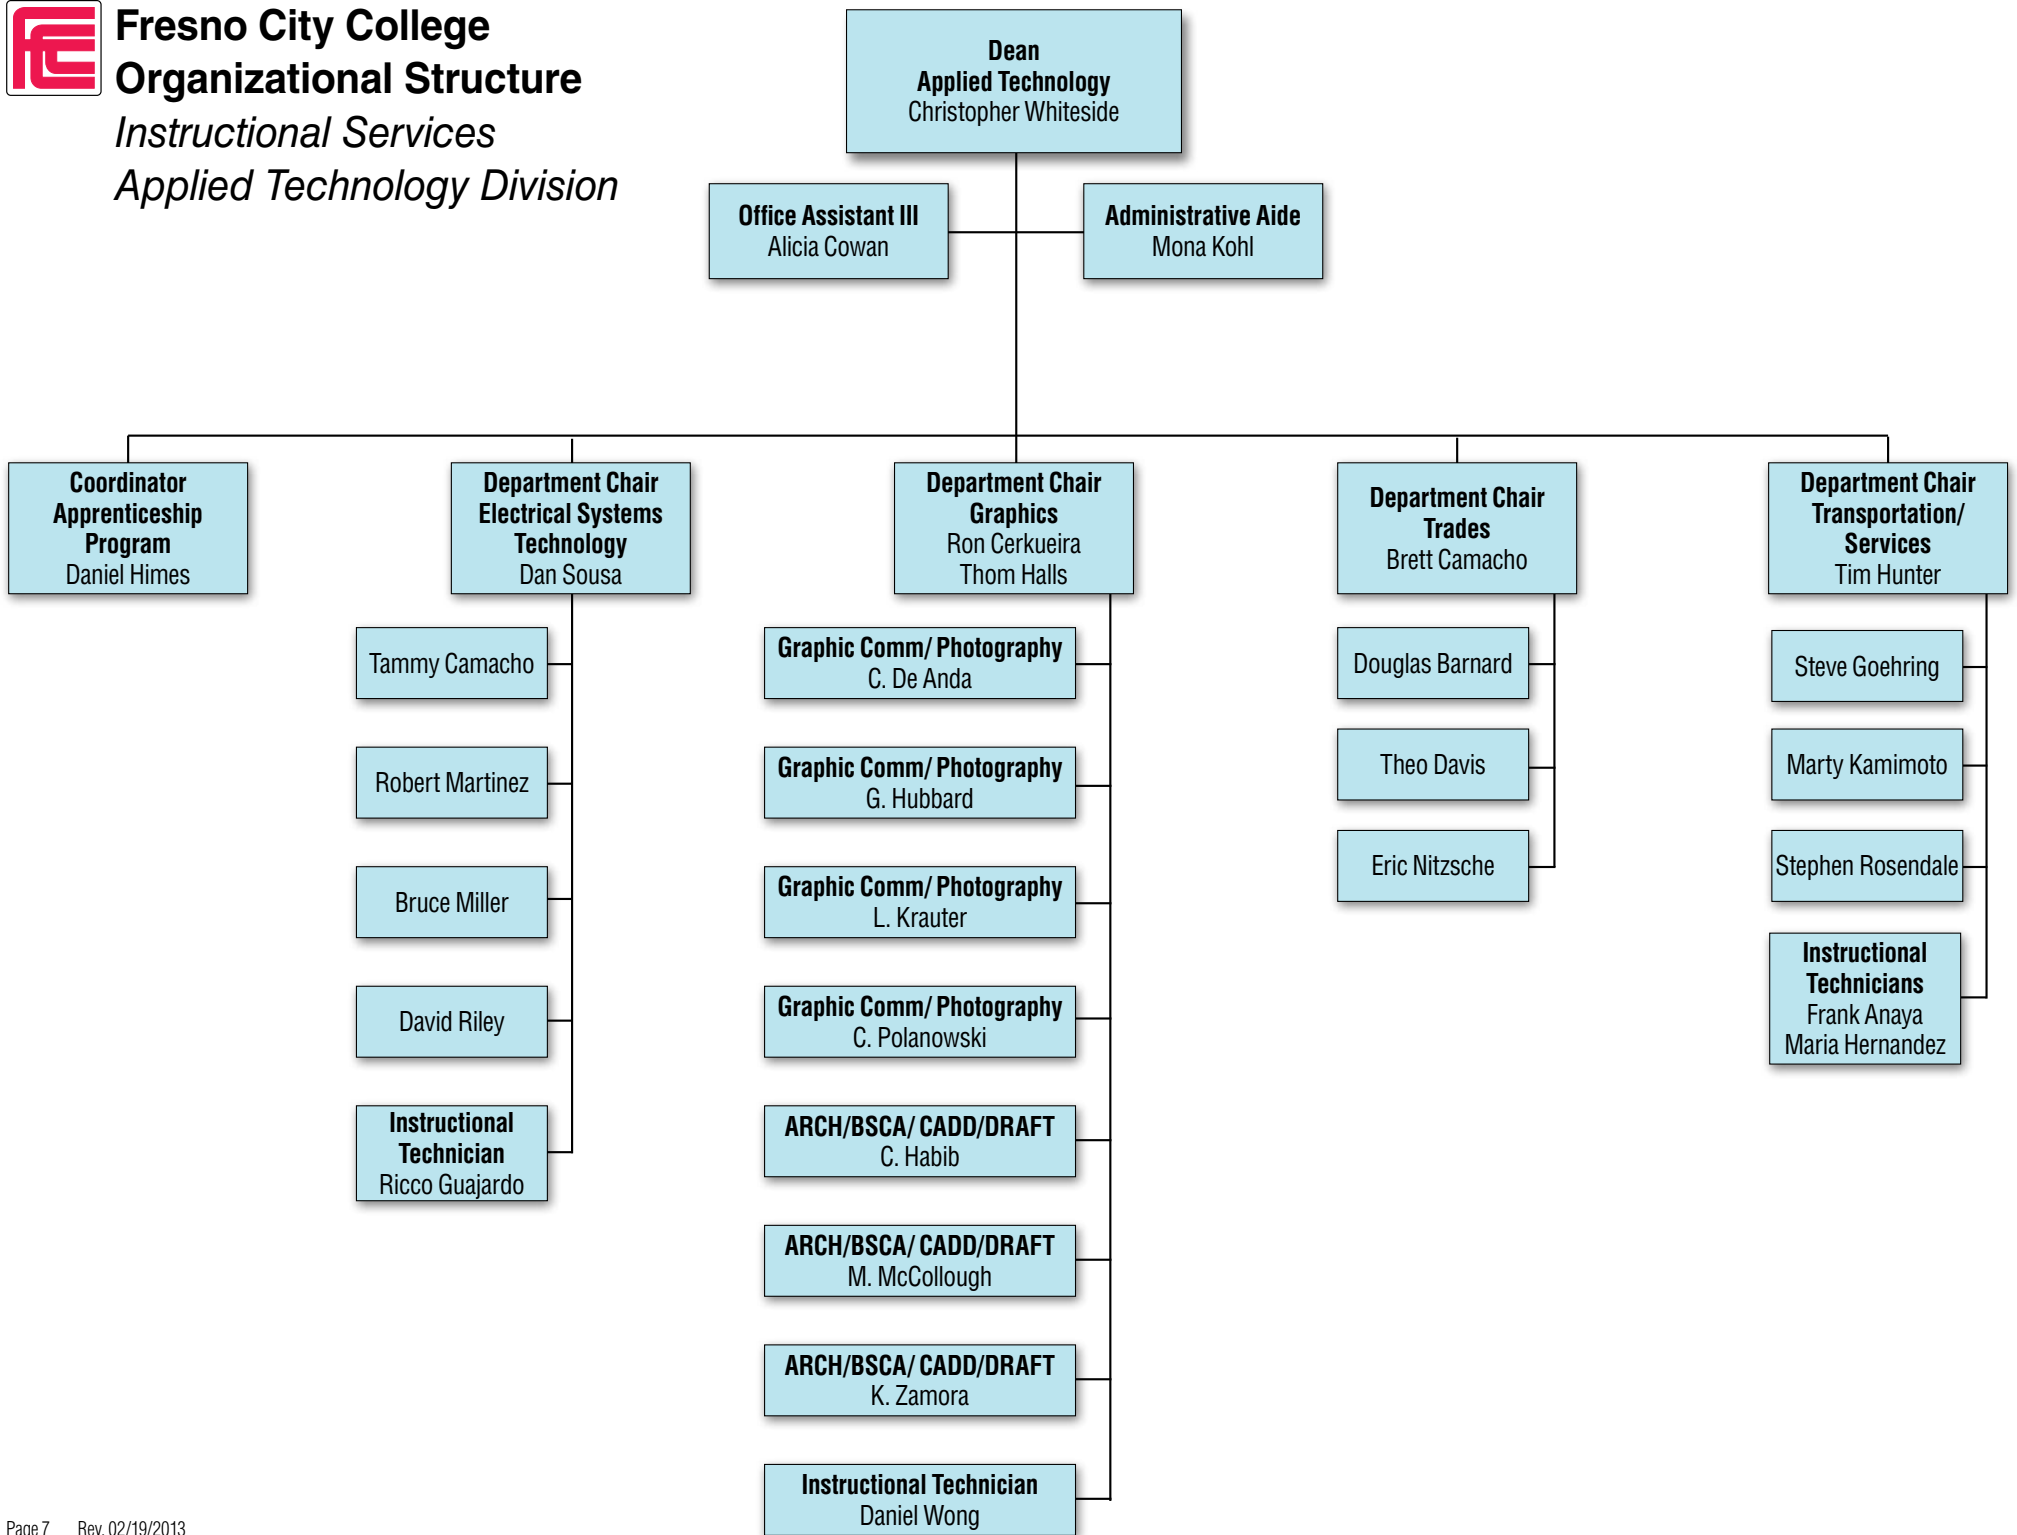 Fresno City College
Organizational Structure
Instructional Services
Applied Technology Division
Dean
Applied Technology
Christopher Whiteside
Office Assistant III
Alicia Cowan
Administrative Aide
Mona Kohl
Coordinator
Apprenticeship
Program
Daniel Himes
Department Chair
Electrical Systems
Technology
Dan Sousa
Tammy Camacho
Robert Martinez
Bruce Miller
David Riley
Instructional
Technician
Ricco Guajardo
Department Chair
Graphics
Ron Cerkueira
Thom Halls
Graphic Comm/ Photography
C. De Anda
Graphic Comm/ Photography
G. Hubbard
Graphic Comm/ Photography
L. Krauter
Graphic Comm/ Photography
C. Polanowski
ARCH/BSCA/ CADD/DRAFT
C. Habib
ARCH/BSCA/ CADD/DRAFT
M. McCollough
ARCH/BSCA/ CADD/DRAFT
K. Zamora
Instructional Technician
Daniel Wong
Department Chair
Trades
Brett Camacho
Douglas Barnard
Theo Davis
Eric Nitzsche
Department Chair
Transportation/
Services
Tim Hunter
Steve Goehring
Marty Kamimoto
Stephen Rosendale
Instructional
Technicians
Frank Anaya
Maria Hernandez
Page 7 Rev. 02/19/2013